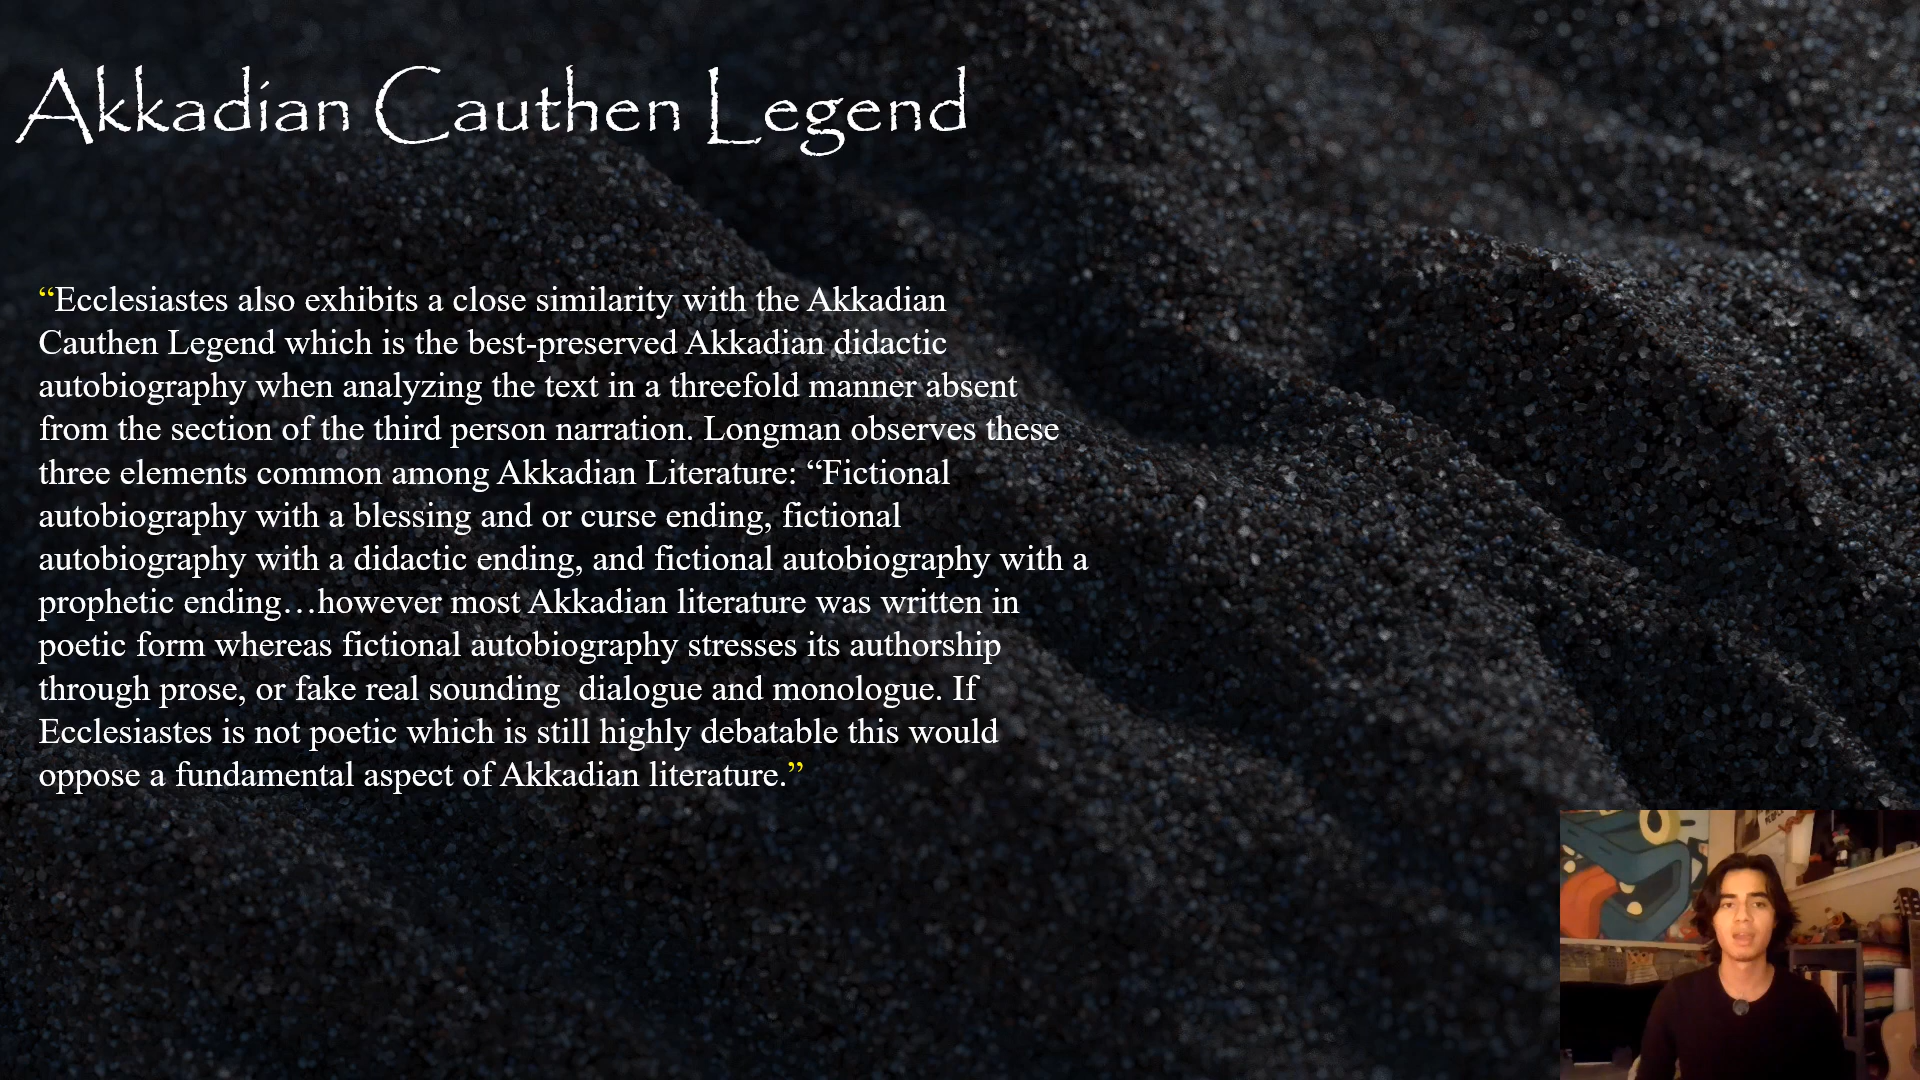 Akkadian Cauthen Legend
“Ecclesiastes also exhibits a close similarity with the Akkadian
Cauthen Legend which is the best-preserved Akkadian didactic
autobiography when analyzing the text in a threefold manner absent
from the section of the third person narration. Longman observes these
three elements common among Akkadian Literature: “Fictional
autobiography with a blessing and or curse ending, fictional
autobiography with a didactic ending, and fictional autobiography with a
prophetic ending…however most Akkadian literature was written in
poetic form whereas fictional autobiography stresses its authorship
through prose, or fake real sounding  dialogue and monologue. If
Ecclesiastes is not poetic which is still highly debatable this would
oppose a fundamental aspect of Akkadian literature.”